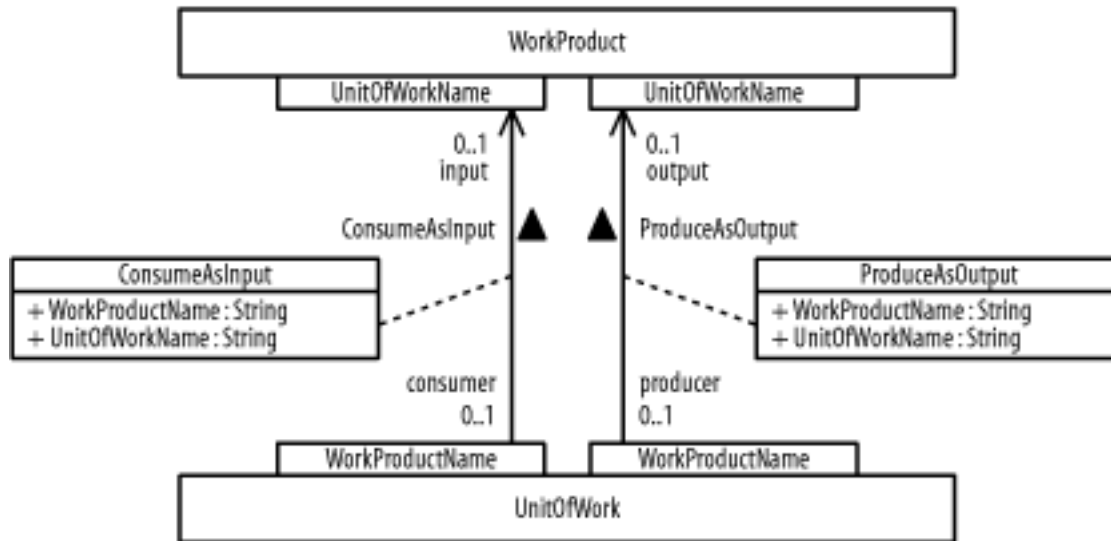 WorkProduct
UnitOfWorkName
UnitOfWorkName
0..1
input
0..1
output
ConsumeAsInput
ProduceAsOutput
ConsumeAsInput
+ WorkProductName : String
+ UnitOfWorkName : String
ProduceAsOutput
+ WorkProductName : String
+ UnitOfWorkName : String
consumer
0..1
producer
0..1
WorkProductName
WorkProductName
UnitOfWork